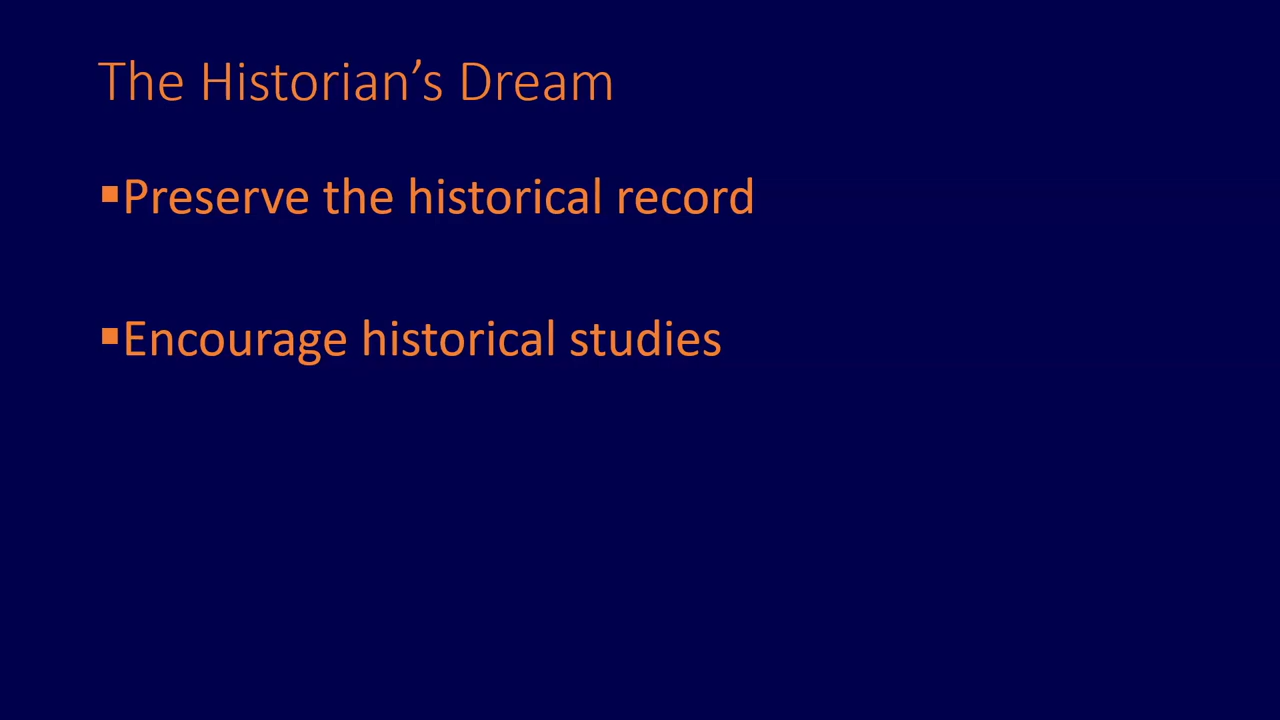 The Historian’s Dream
▪Preserve the historical record
▪Encourage historical studies